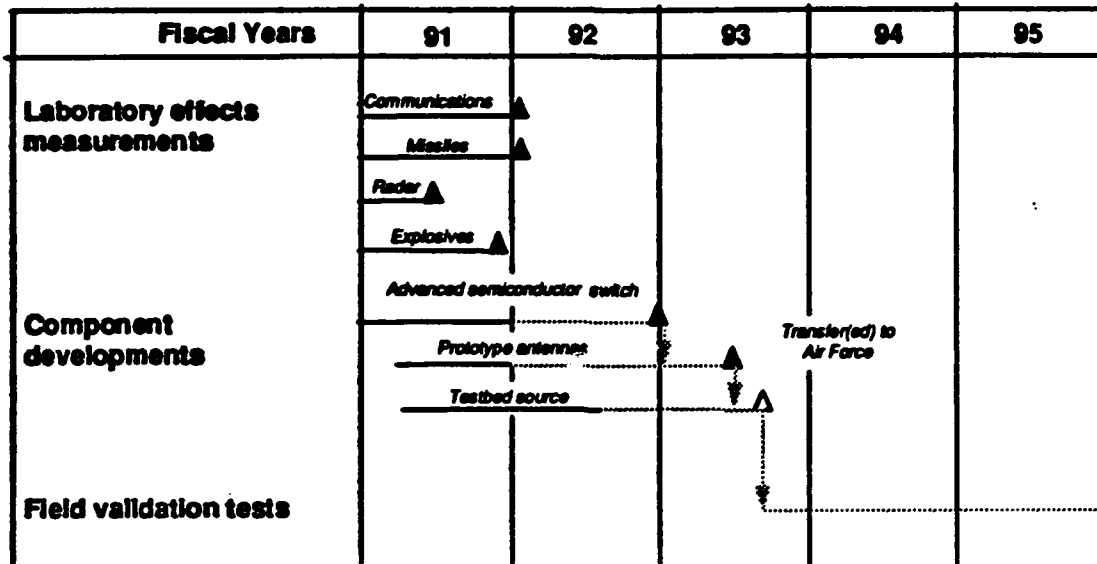 Fiscal Years 91 92 93 94 95
Laboratory effects
measurements
Communications
Missiles
Radar
Explosives
Advanced semiconductor switch
Component
developments
Prototype antennas
Testbed source
Transfer(ed) to
Air Force
Field validation tests